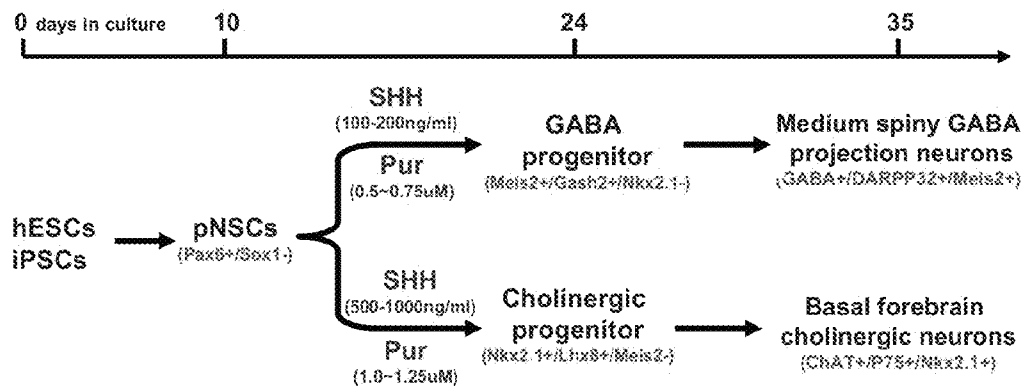 0 days in culture 10 24 35
SHH
(100-200ng/ml)
Pur
(0.5~0.75uM)
GABA
progenitor
(Meis2+/Gash2+/Nkx2.1-)
Medium spiny GABA
projection neurons
(GABA+/DARPP32+/Meis2+)
hESCs
iPSCs
pNSCs
(Pax6+/Sox1-)
SHH
(500-1000ng/ml)
Pur
(1.0~1.25uM)
Cholinergic
progenitor
(Nkx2.1+/Lhx8+/Meis2-)
Basal forebrain
cholinergic neurons
(ChAT+/P75+/Nkx2.1+)